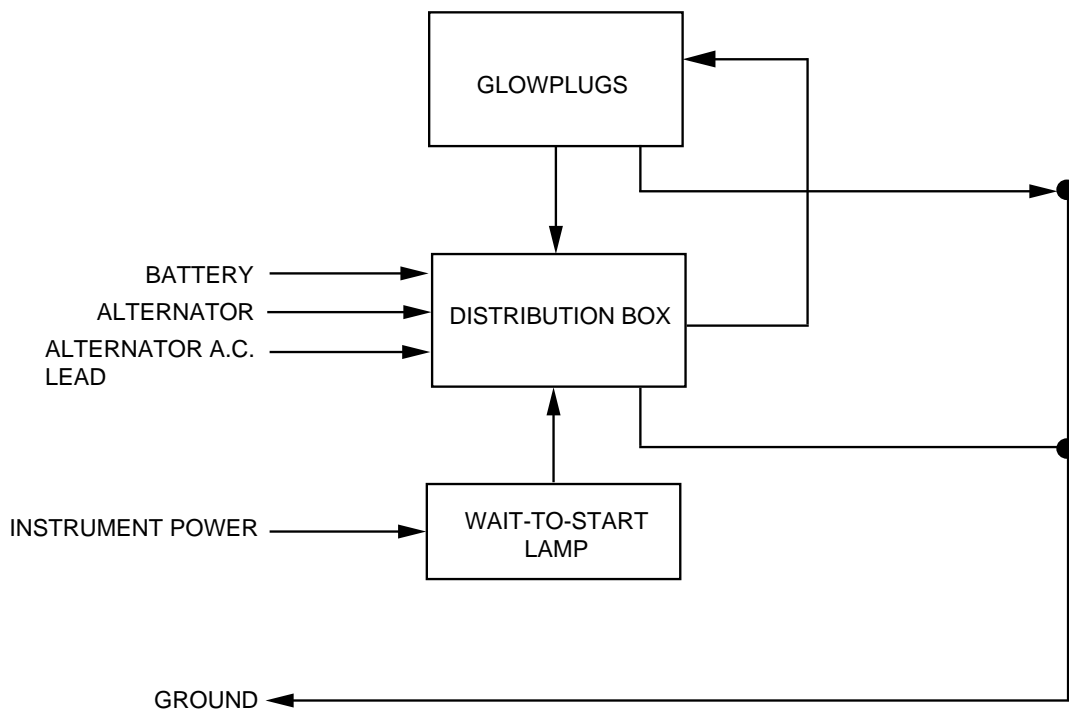 GLOWPLUGS
BATTERY
ALTERNATOR
ALTERNATOR A.C.
LEAD
DISTRIBUTION BOX
INSTRUMENT POWER
WAIT-TO-START
LAMP
GROUND